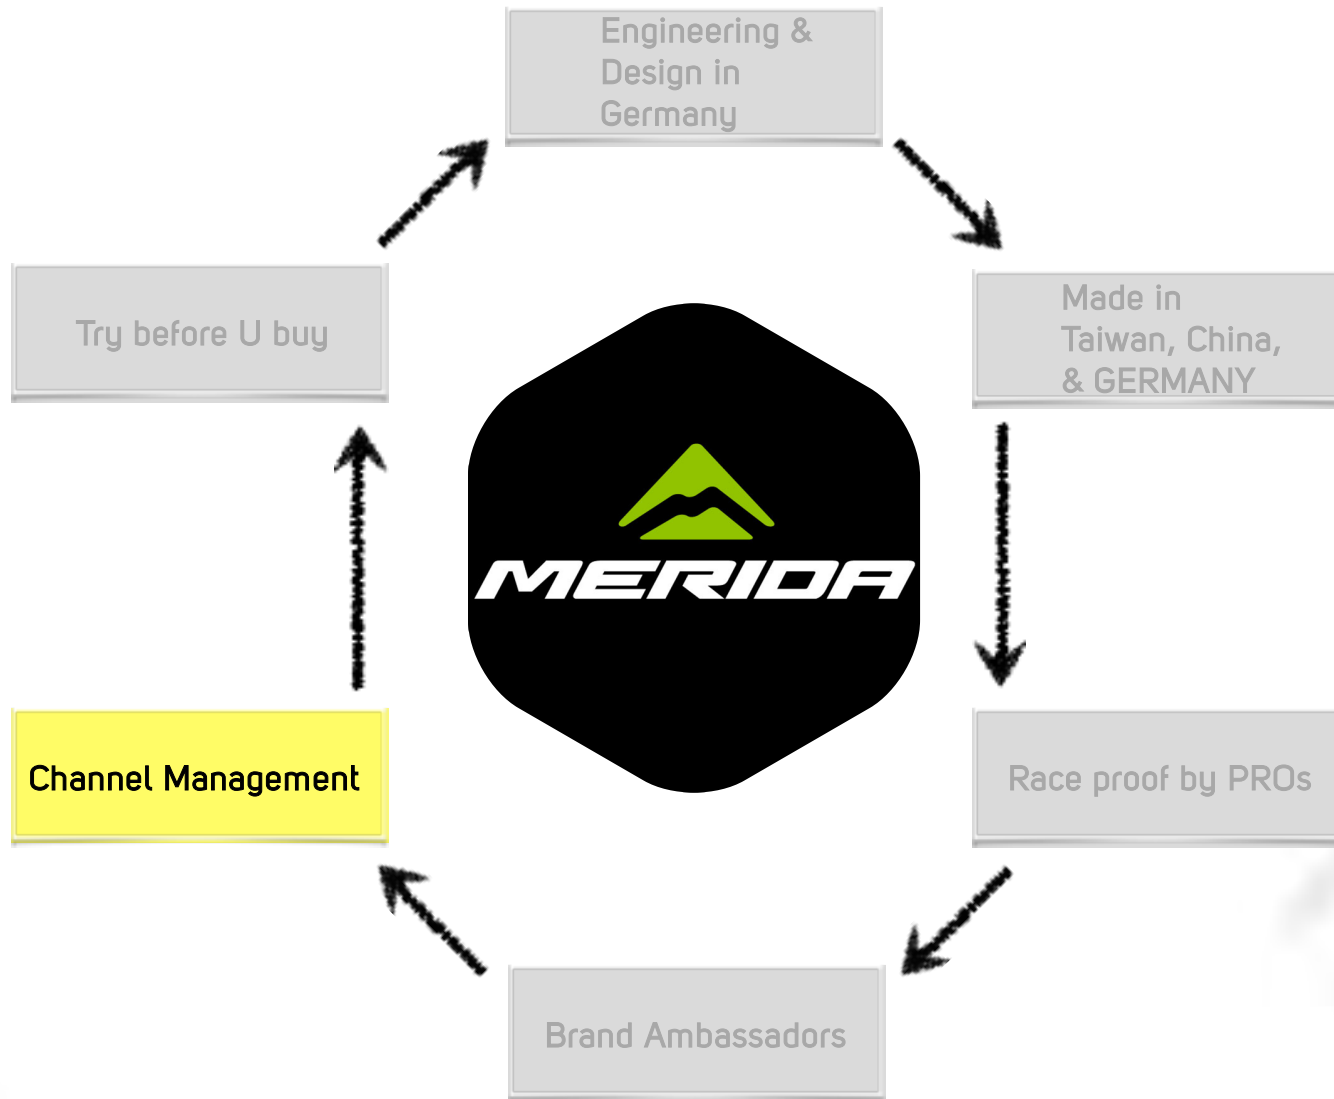 Engineering &
Design in
Germany
Try before U buy
Made in
Taiwan, China,
& GERMANY
MERIDA
Channel Management
Race proof by PROs
Brand Ambassadors